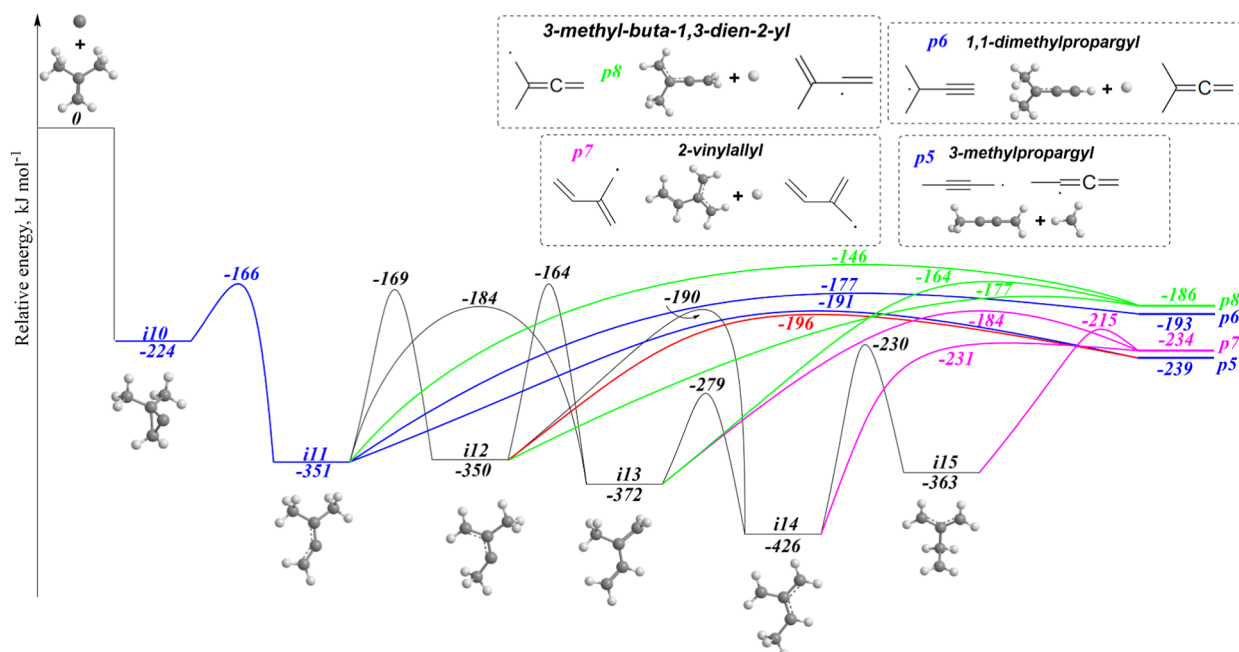 3-methyl-buta-1,3-dien-2-yl
p8
+
C
p6
1,1-dimethylpropargyl
+
C
p7
2-vinylallyl
+
p5
3-methylpropargyl
C
+
+
0
Relative energy, kJ mol-1
-146
-166
-164
-169
-164
-177
-177
-186
p8
-184
-190
-191
-184
-215
-193
p6
-196
i10
-224
-234
p7
-230
-231
-239
p5
-279
i11
-351
i12
-350
i13
-372
i15
-363
i14
-426